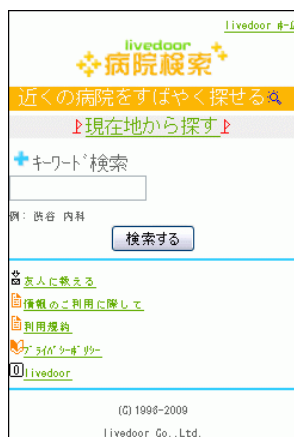 livedoor ホーム
livedoor
病院検索
近くの病院をすばやく探せる
現在地から探す
キーワード検索
例: 渋谷 内科
検索する
友人に教える
情報のご利用に際して
利用規約
プライバシーポリシー
0 livedoor
(C) 1996-2009
livedoor Co.,Ltd.